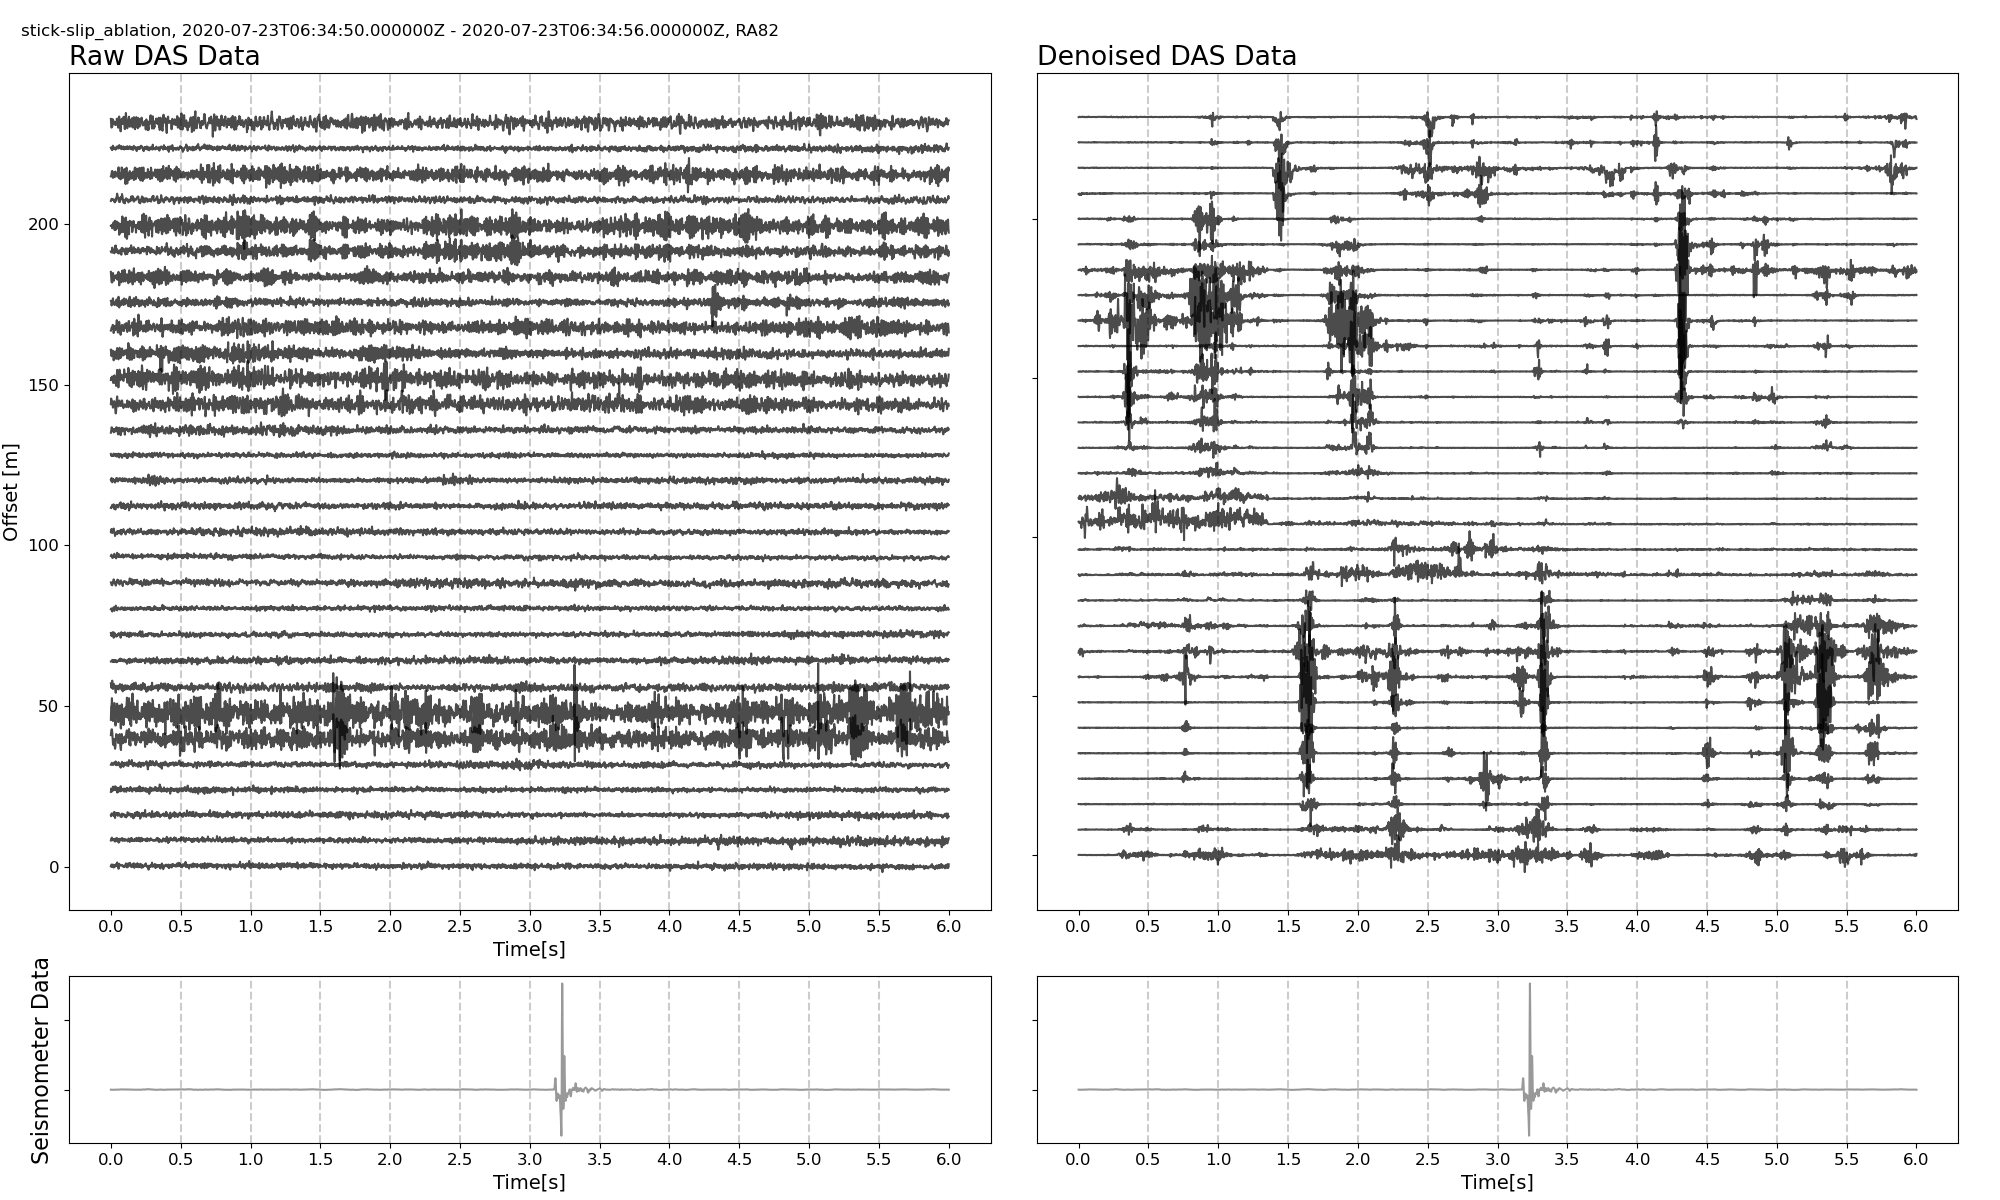 stick-slip_ablation, 2020-07-23T06:34:50.000000Z - 2020-07-23T06:34:56.000000Z, RA82
Raw DAS Data
Denoised DAS Data
Offset [m]
200
150
100
50
0
0.0 0.5 1.0 1.5 2.0 2.5 3.0 3.5 4.0 4.5 5.0 5.5 6.0
Time[s]
0.0 0.5 1.0 1.5 2.0 2.5 3.0 3.5 4.0 4.5 5.0 5.5 6.0
Seismometer Data
0.0 0.5 1.0 1.5 2.0 2.5 3.0 3.5 4.0 4.5 5.0 5.5 6.0
Time[s]
0.0 0.5 1.0 1.5 2.0 2.5 3.0 3.5 4.0 4.5 5.0 5.5 6.0
Time[s]